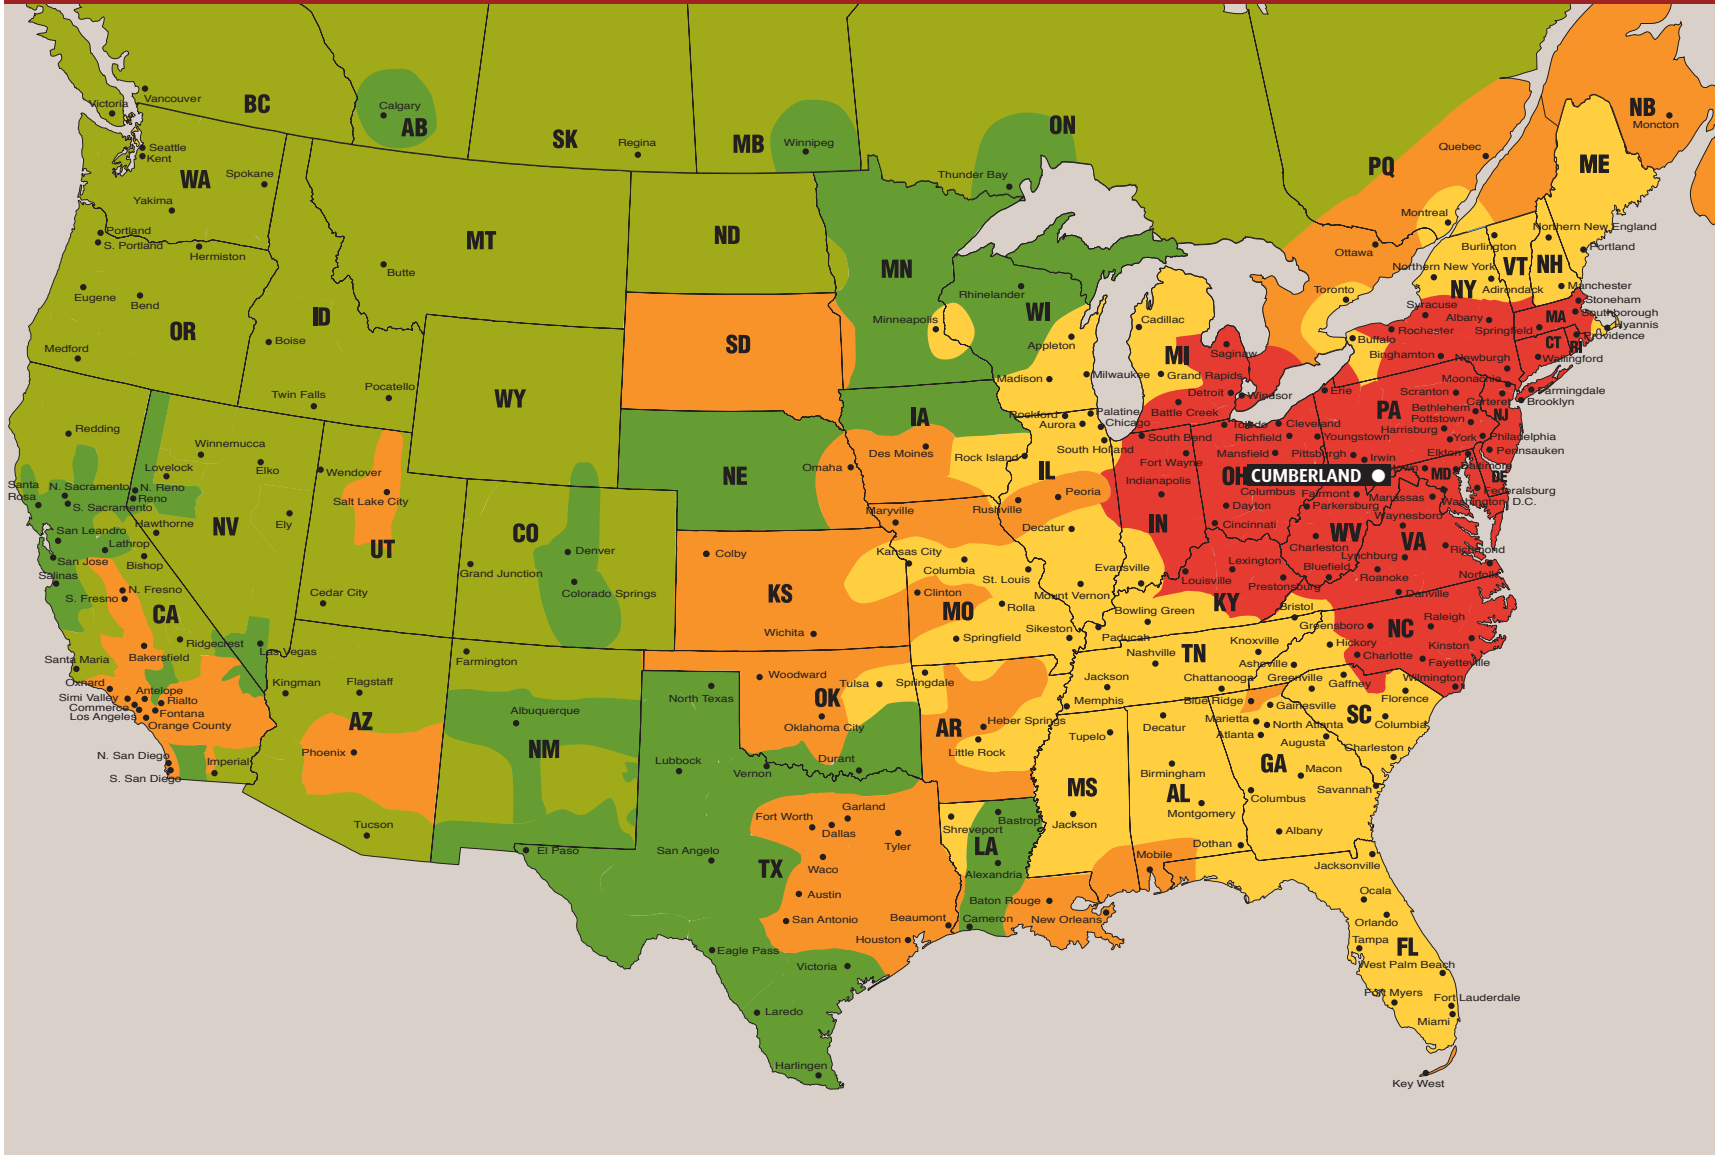 BC
Vancouver
Victoria
Calgary
AB
SK
Regina
MB
Winnipeg
ON
Thunder Bay
PQ
Quebec
Montreal
Ottawa
Toronto
NB
Moncton
ME
Seattle
Kent
WA
Spokane
Yakima
Portland
S. Portland
Hermiston
Eugene
Bend
OR
Medford
ID
Boise
Twin Falls
Pocatello
MT
Butte
WY
ND
SD
NE
Omaha
MN
Minneapolis
Rhinelander
WI
Appleton
Madison
Milwaukee
Cadillac
MI
Saginaw
Grand Rapids
Detroit
Windsor
Battle Creek
Northern New England
Portland
Burlington
VT
NH
Northern New York
NY
Adirondack
Manchester
Syracuse
Stoneham
Albany
MA
Southborough
Hyannis
Rochester
Springfield
Providence
Buffalo
CT
RI
Binghamton
Newburgh
Wallingford
Moonachie
Erie
Scranton
Farmingdale
Carteret
Brooklyn
PA
Bethlehem
NJ
Pottstown
Harrisburg
York
Philadelphia
Pennsauken
Pittsburgh
Irwin
Elkton
Baltimore
MD
DE
Federalsburg
Washington, D.C.
Manassas
CUMBERLAND
Redding
Winnemucca
Lovelock
Elko
Santa
Rosa
N. Sacramento
N. Reno
Reno
S. Sacramento
San Leandro
Hawthorne
Lathrop
San Jose
Bishop
Salinas
N. Fresno
S. Fresno
CA
Ely
NV
Ridgecrest
Las Vegas
Bakersfield
Santa Maria
Oxnard
Simi Valley
Antelope
Rialto
Commerce
Fontana
Los Angeles
Orange County
N. San Diego
S. San Diego
Imperial
Wendover
Salt Lake City
UT
Cedar City
CO
Denver
Grand Junction
Colorado Springs
Kingman
Flagstaff
AZ
Phoenix
Tucson
Farmington
Albuquerque
NM
Colby
KS
Wichita
IA
Des Moines
Rock Island
Maryville
Kansas City
Columbia
Clinton
MO
St. Louis
Rolla
Springfield
Sikeston
Rockford
Palatine
Aurora
Chicago
South Holland
IL
Peoria
Rushville
Decatur
Mount Vernon
South Bend
Fort Wayne
Indianapolis
IN
Evansville
Toledo
Cleveland
Richfield
Youngstown
Mansfield
OH
Columbus
Dayton
Cincinnati
Fairmont
Parkersburg
WV
Charleston
Bluefield
Waynesboro
VA
Lynchburg
Richmond
Roanoke
Norfolk
Danville
Lexington
Louisville
Prestonsburg
KY
Bowling Green
Paducah
Bristol
Knoxville
TN
Nashville
Jackson
Memphis
Chattanooga
Greensboro
Raleigh
NC
Hickory
Kinston
Charlotte
Fayetteville
Asheville
Wilmington
Greenville
Gaffney
Florence
SC
Columbia
Charleston
Blue Ridge
Gainesville
Marietta
North Atlanta
Atlanta
Augusta
GA
Macon
Savannah
Columbus
Albany
Woodward
Tulsa
OK
Oklahoma City
Durant
Springdale
AR
Heber Springs
Little Rock
Tupelo
MS
Jackson
Decatur
Birmingham
AL
Montgomery
Dothan
Mobile
North Texas
Lubbock
Vernon
El Paso
San Angelo
TX
Fort Worth
Garland
Dallas
Tyler
Waco
Austin
San Antonio
Beaumont
Houston
Eagle Pass
Victoria
Laredo
Harlingen
Shreveport
Bastrop
LA
Alexandria
Baton Rouge
Cameron
New Orleans
Jacksonville
Ocala
Orlando
Tampa
FL
West Palm Beach
Fort Myers
Fort Lauderdale
Miami
Key West